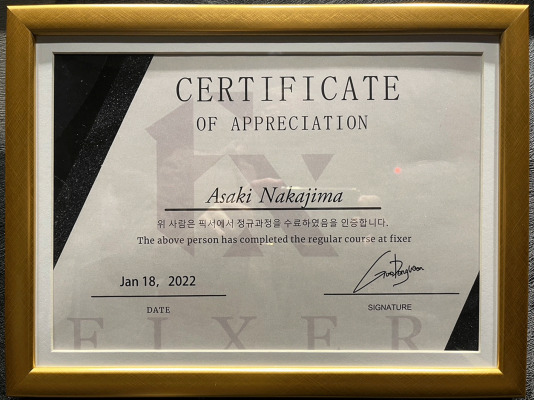 CERTIFICATE
OF APPRECIATION
Asaki Nakajima
위 사람은 픽서에서 정규과정을 수료하였음을 인증합니다.
The above person has completed the regular course at fixer
Jan 18, 2022
DATE
SIGNATURE
FIXER